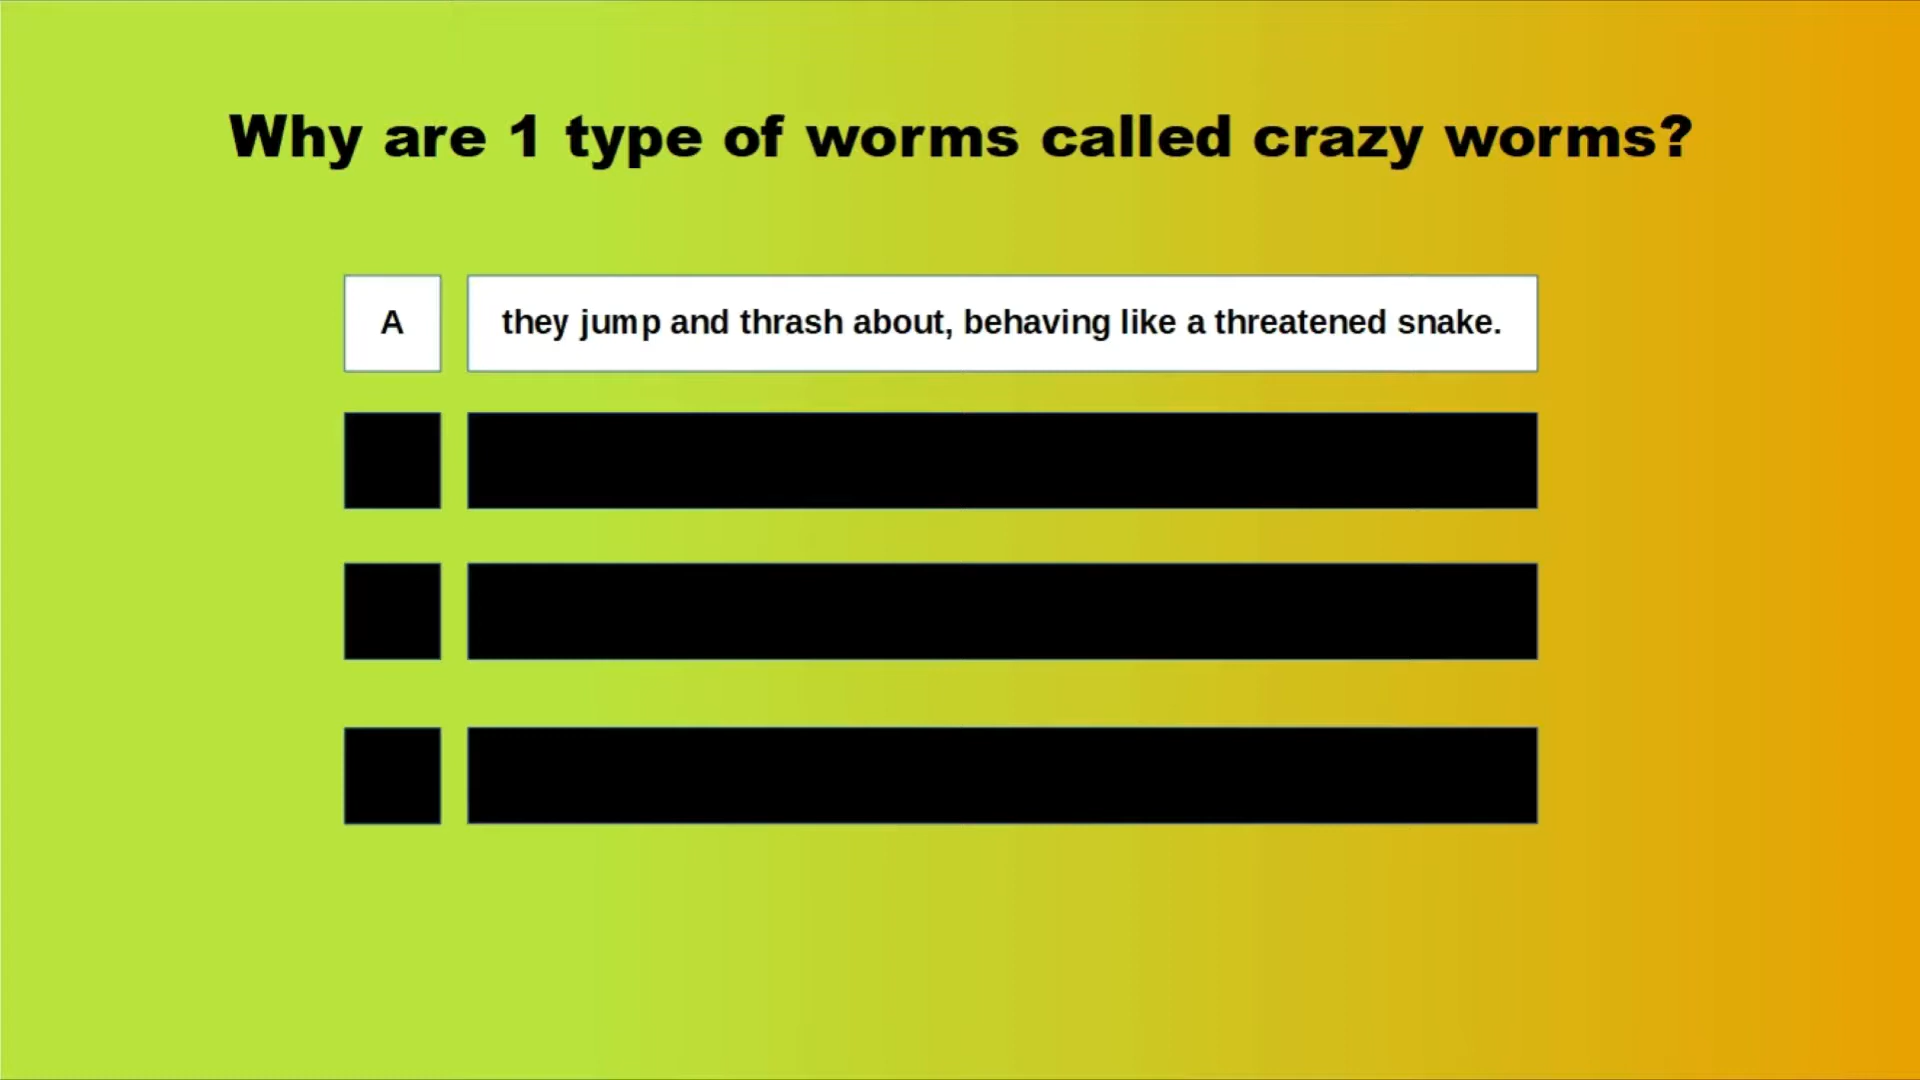 Why are 1 type of worms called crazy worms?
A
they jump and thrash about, behaving like a threatened snake.